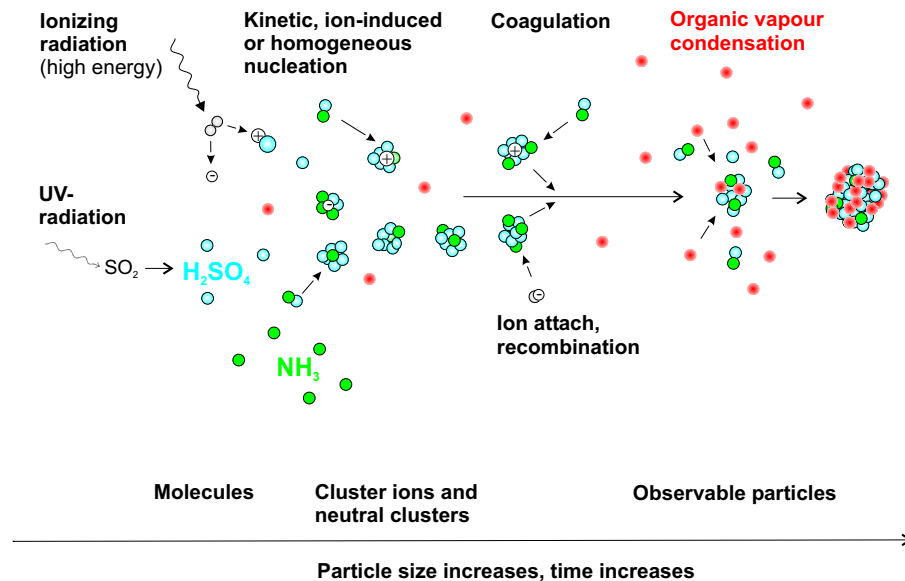 Ionizing
radiation
(high energy)
Kinetic, ion-induced
or homogeneous
nucleation
Coagulation
Organic vapour
condensation
+
−
+
+
−
UV-
radiation
SO₂
H₂SO₄
−
Ion attach,
recombination
NH₃
Molecules
Cluster ions and
neutral clusters
Observable particles
Particle size increases, time increases